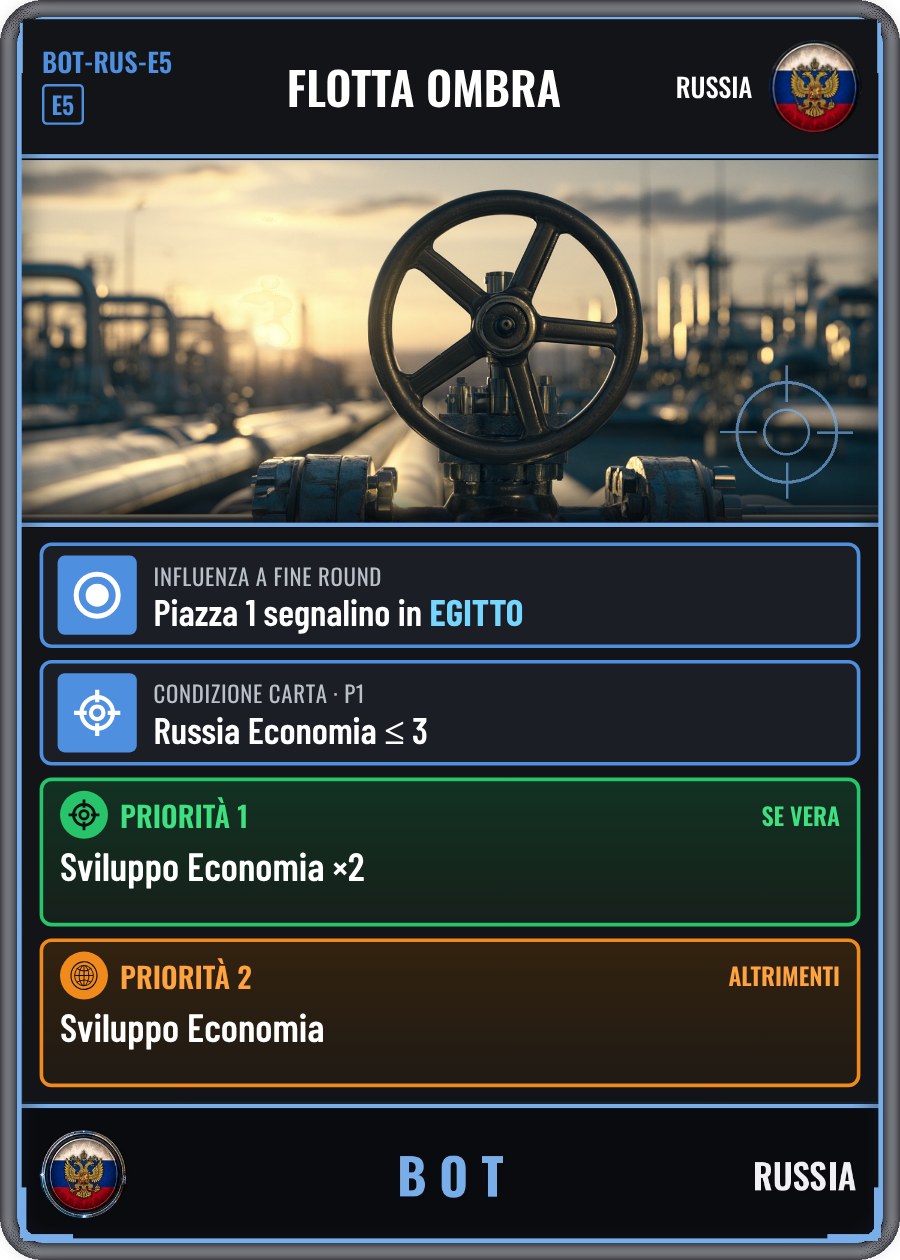 BOT-RUS-E5
E5
FLOTTA OMBRA
RUSSIA
INFLUENZA A FINE ROUND
Piazza 1 segnalino in EGITTO
CONDIZIONE CARTA · P1
Russia Economia ≤ 3
PRIORITÀ 1
SE VERA
Sviluppo Economia ×2
PRIORITÀ 2
ALTRIMENTI
Sviluppo Economia
BOT
RUSSIA